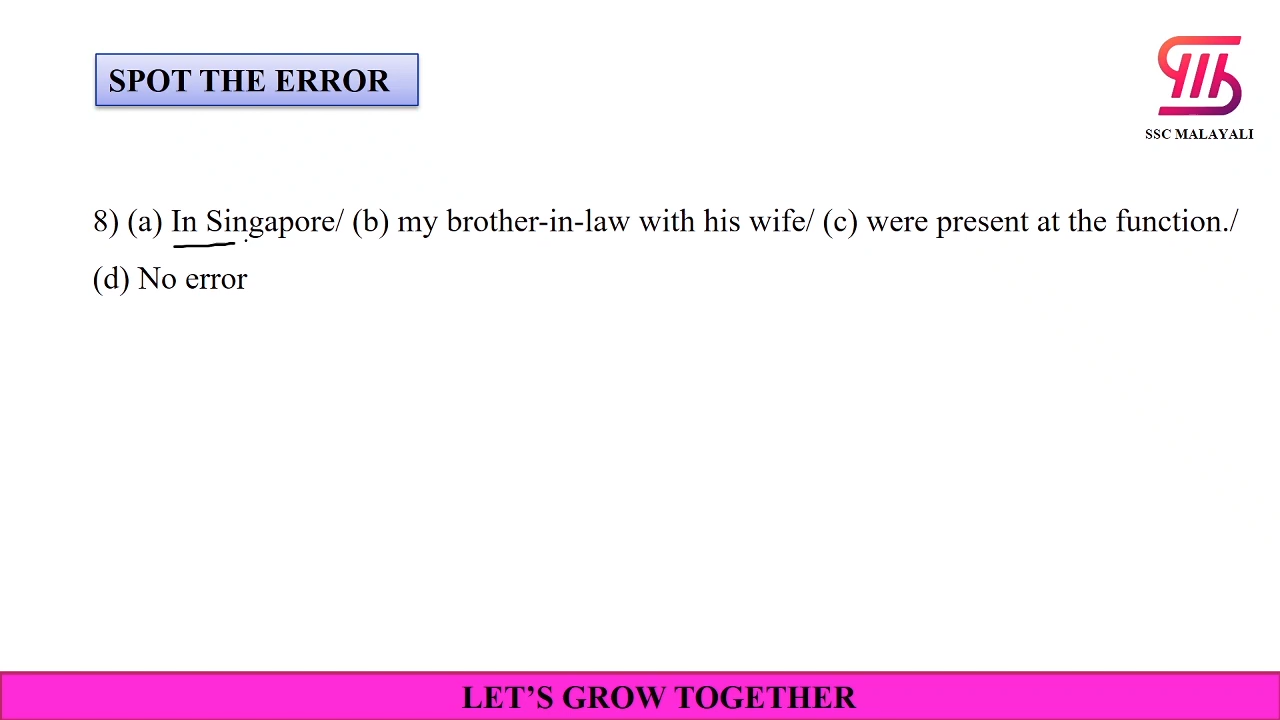 SPOT THE ERROR
SSC MALAYALI
8) (a) In Singapore/ (b) my brother-in-law with his wife/ (c) were present at the function./
(d) No error
LET’S GROW TOGETHER